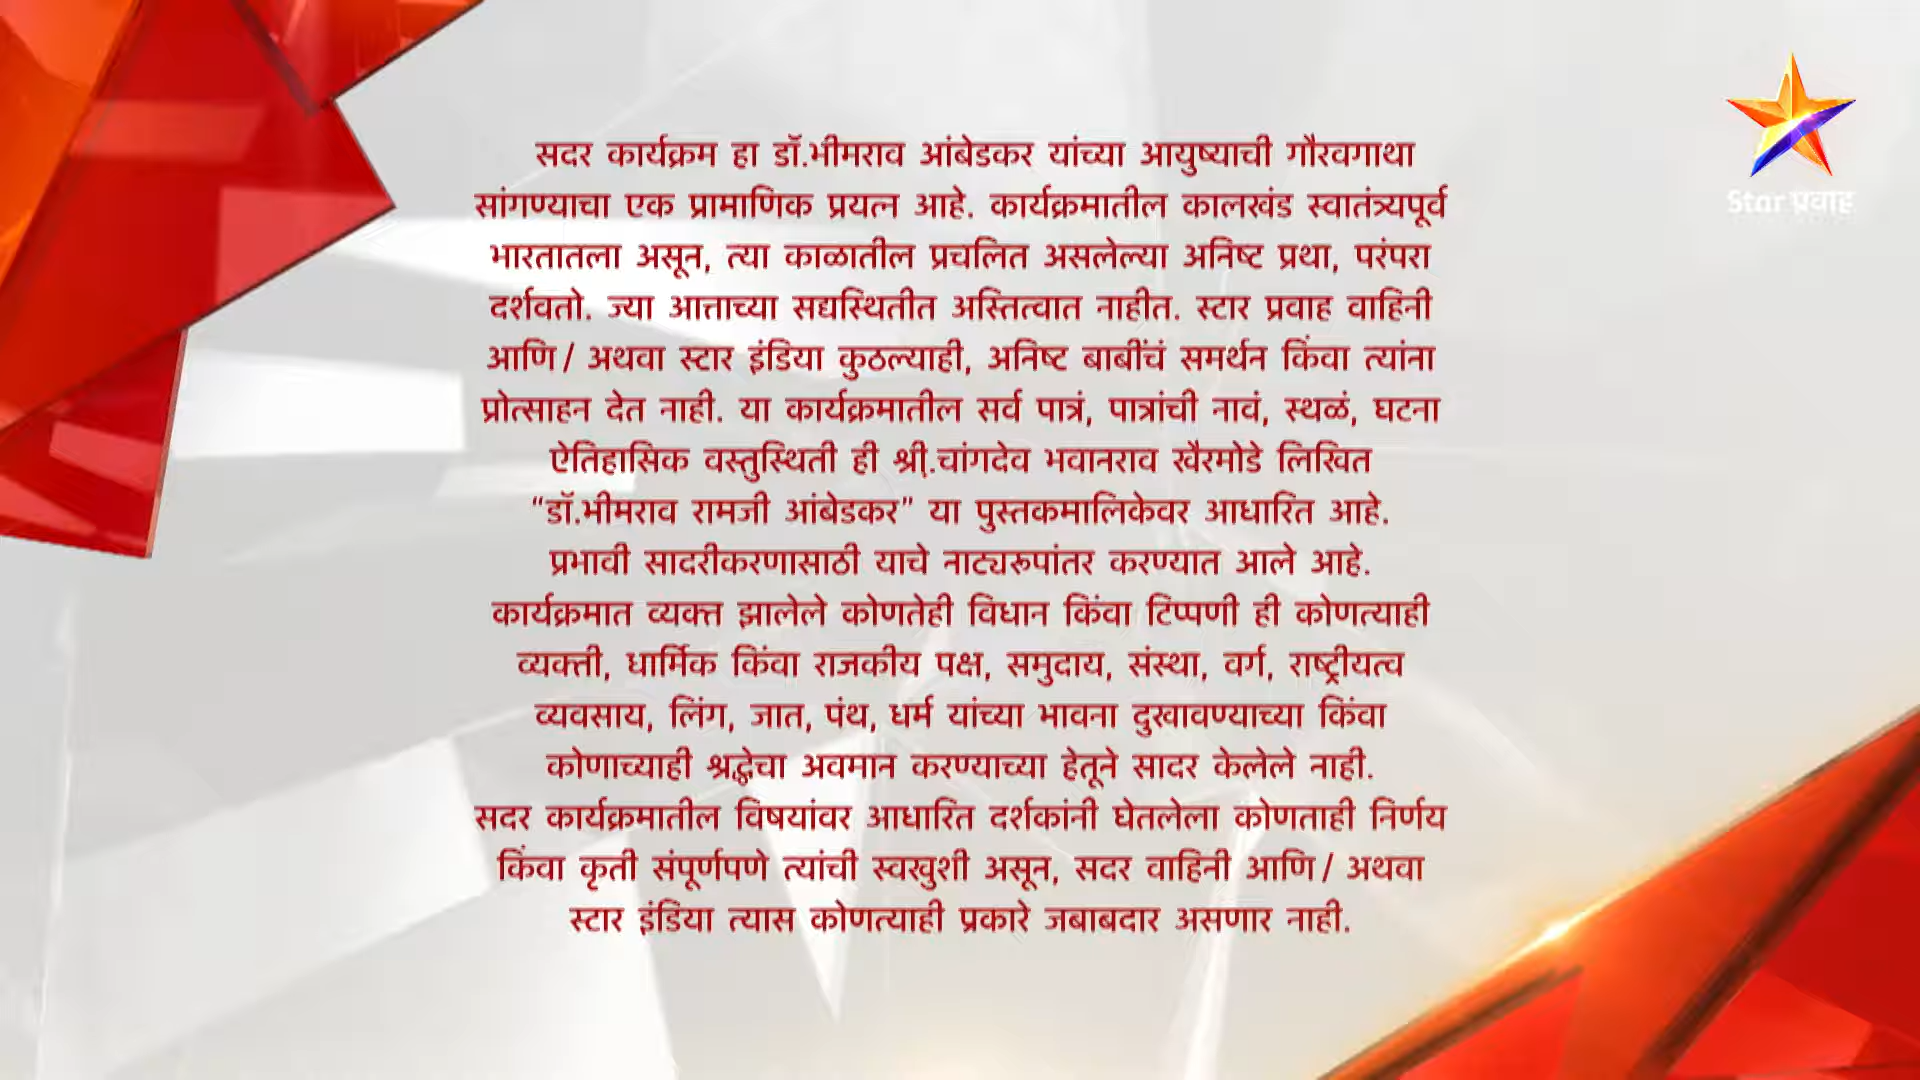 सदर कार्यक्रम हा डॉ.भीमराव आंबेडकर यांच्या आयुष्याची गौरवगाथा
सांगण्याचा एक प्रामाणिक प्रयत्न आहे. कार्यक्रमातील कालखंड स्वातंत्र्यपूर्व
भारतातला असून, त्या काळातील प्रचलित असलेल्या अनिष्ट प्रथा, परंपरा
दर्शवतो. ज्या आत्ताच्या सद्यस्थितीत अस्तित्वात नाहीत. स्टार प्रवाह वाहिनी
आणि/ अथवा स्टार इंडिया कुठल्याही, अनिष्ट बाबींचं समर्थन किंवा त्यांना
प्रोत्साहन देत नाही. या कार्यक्रमातील सर्व पात्रं, पात्रांची नावं, स्थळं, घटना
ऐतिहासिक वस्तुस्थिती ही श्री.चांगदेव भवानराव खैरमोडे लिखित
“डॉ.भीमराव रामजी आंबेडकर” या पुस्तकमालिकेवर आधारित आहे.
प्रभावी सादरीकरणासाठी याचे नाट्यरूपांतर करण्यात आले आहे.
कार्यक्रमात व्यक्त झालेले कोणतेही विधान किंवा टिप्पणी ही कोणत्याही
व्यक्ती, धार्मिक किंवा राजकीय पक्ष, समुदाय, संस्था, वर्ग, राष्ट्रीयत्व
व्यवसाय, लिंग, जात, पंथ, धर्म यांच्या भावना दुखावण्याच्या किंवा
कोणाच्याही श्रद्धेचा अवमान करण्याच्या हेतूने सादर केलेले नाही.
सदर कार्यक्रमातील विषयांवर आधारित दर्शकांनी घेतलेला कोणताही निर्णय
किंवा कृती संपूर्णपणे त्यांची स्वखुशी असून, सदर वाहिनी आणि/ अथवा
स्टार इंडिया त्यास कोणत्याही प्रकारे जबाबदार असणार नाही.
Star प्रवाह